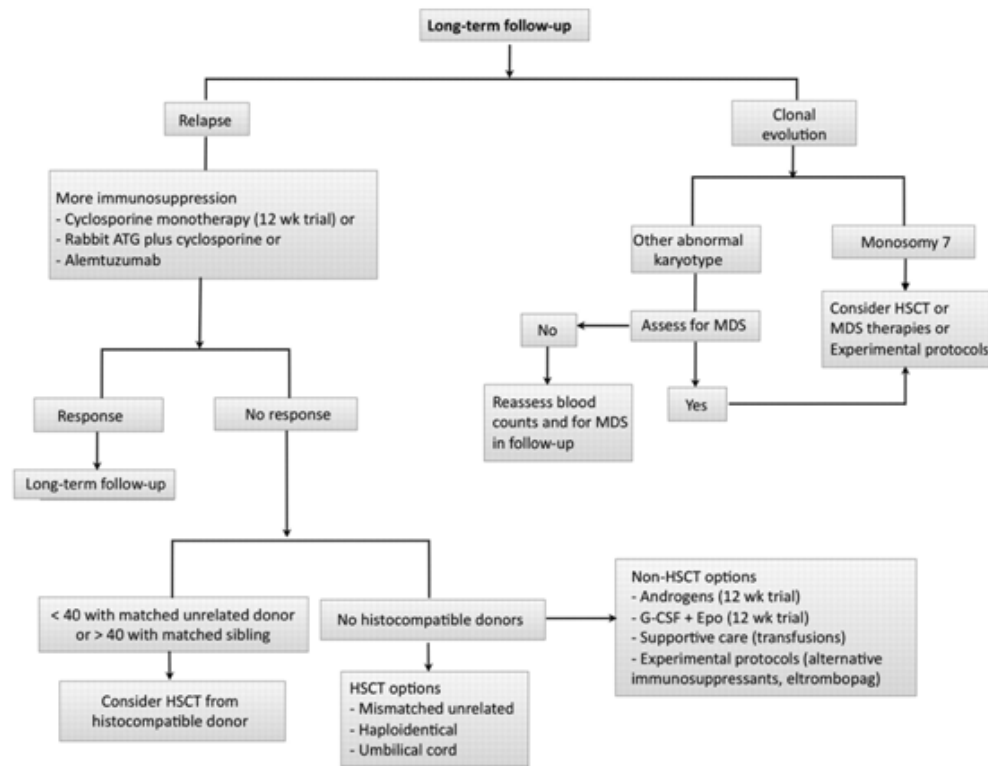 Long-term follow-up
Relapse
Clonal
evolution
More immunosuppression
- Cyclosporine monotherapy (12 wk trial) or
- Rabbit ATG plus cyclosporine or
- Alemtuzumab
Other abnormal
karyotype
Monosomy 7
No
Assess for MDS
Consider HSCT or
MDS therapies or
Experimental protocols
Response
No response
Reassess blood
counts and for MDS
in follow-up
Yes
Long-term follow-up
< 40 with matched unrelated donor
or > 40 with matched sibling
No histocompatible donors
Non-HSCT options
- Androgens (12 wk trial)
- G-CSF + Epo (12 wk trial)
- Supportive care (transfusions)
- Experimental protocols (alternative
immunosuppressants, eltrombopag)
Consider HSCT from
histocompatible donor
HSCT options
- Mismatched unrelated
- Haploidentical
- Umbilical cord